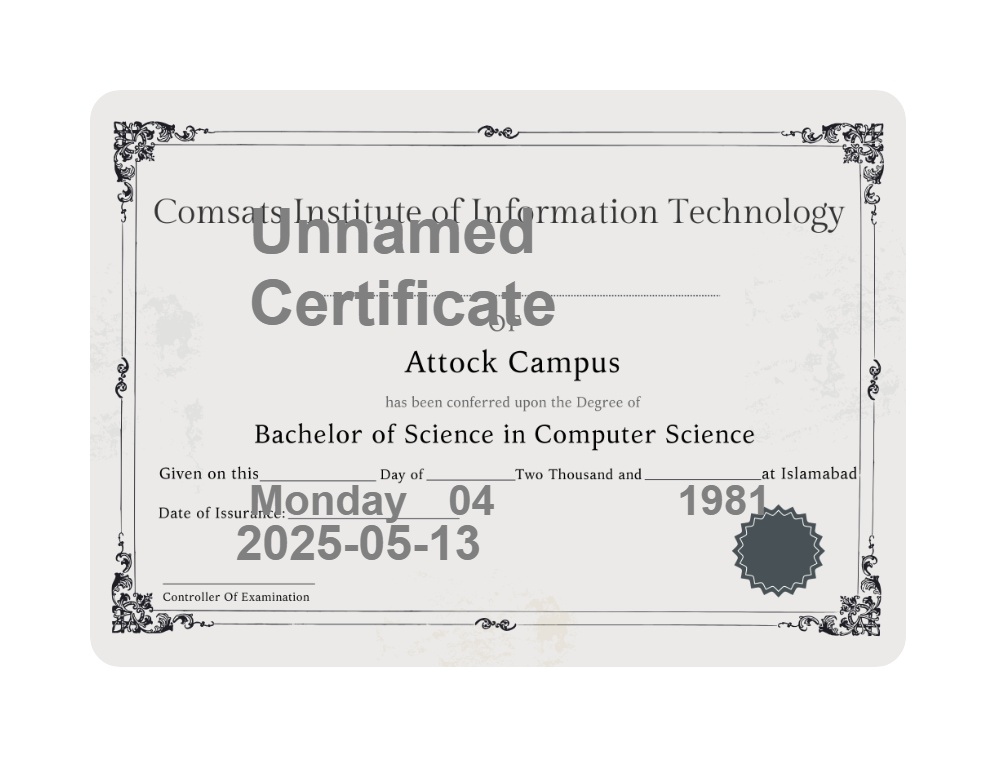 Comsats Institute of Information Technology
Unnamed
Certificate
OF
Attock Campus
has been conferred upon the Degree of
Bachelor of Science in Computer Science
Given on this Day of Two Thousand and at Islamabad
Monday 04 1981
Date of Issurance:
2025-05-13
Controller Of Examination